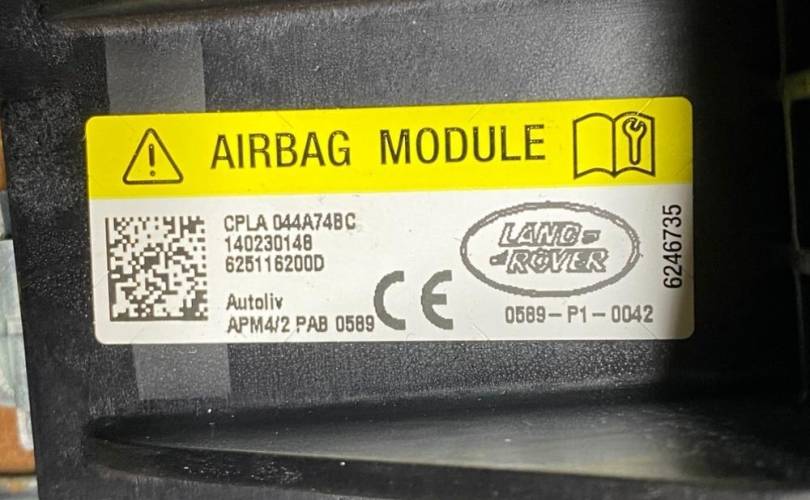 AIRBAG MODULE
CPLA 044A74BC
140230148
625116200D
Autoliv
APM4/2 PAB 0589
CE
LAND-
-ROVER
0589-P1-0042
6246735